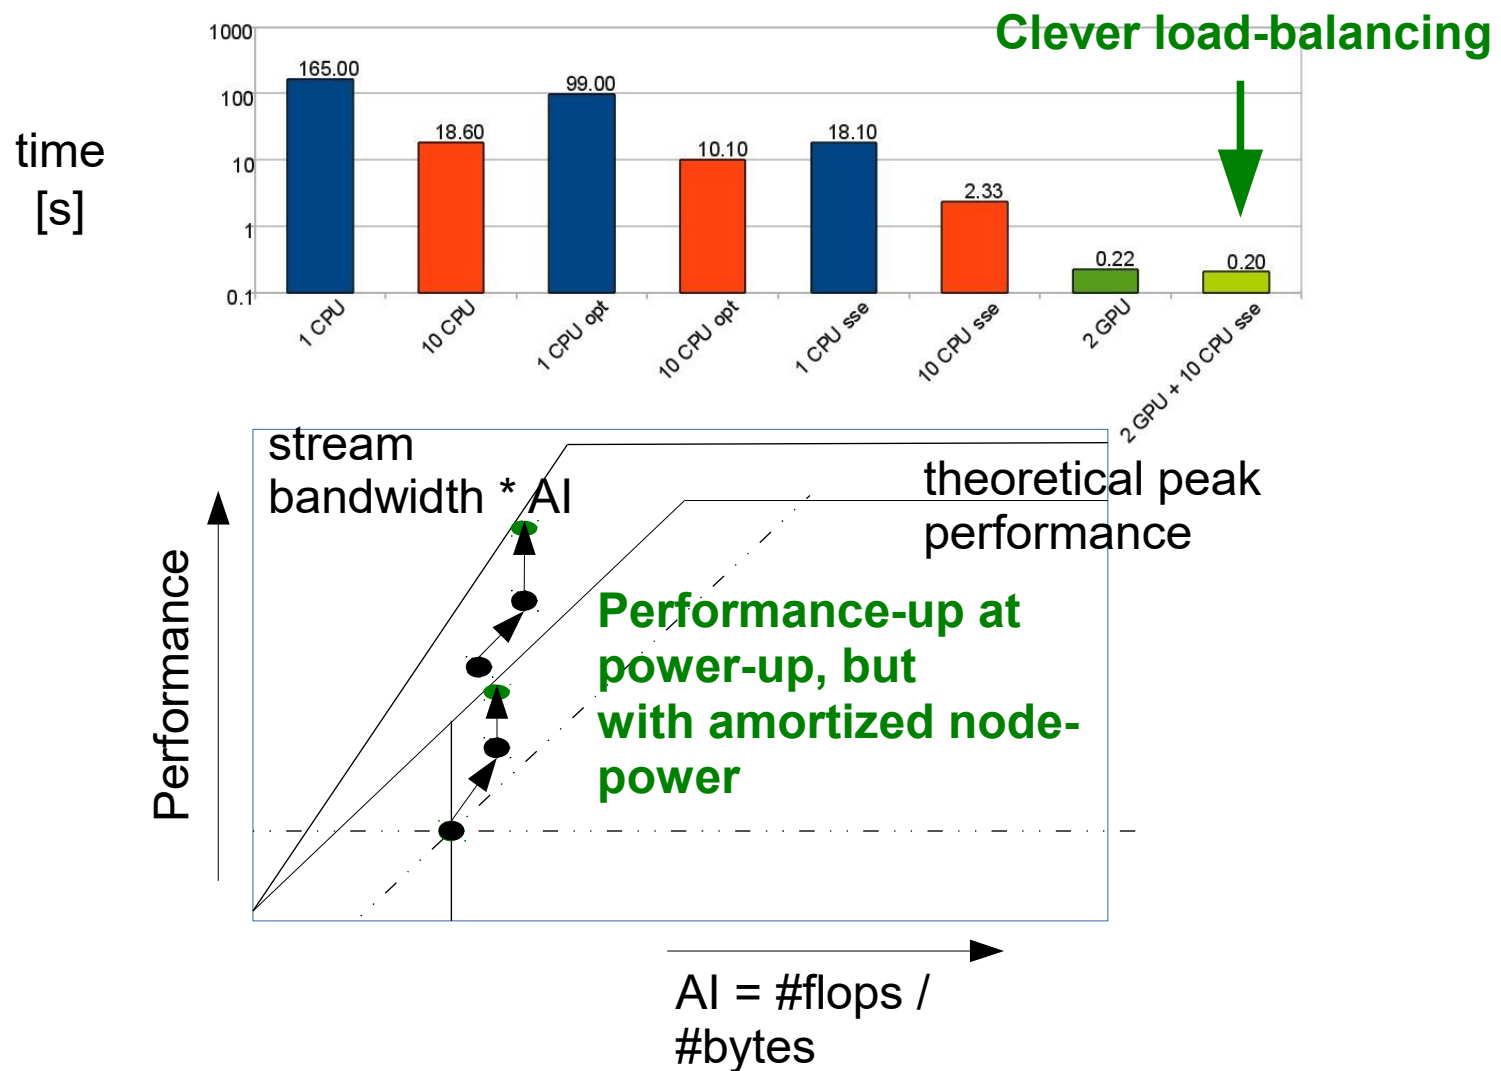 Clever load-balancing
time
[s]
1000
100
10
1
0.1
165.00
18.60
99.00
10.10
18.10
2.33
0.22
0.20
1 CPU
10 CPU
1 CPU opt
10 CPU opt
1 CPU sse
10 CPU sse
2 GPU
2 GPU + 10 CPU sse
stream
bandwidth * AI
theoretical peak
performance
Performance
Performance-up at
power-up, but
with amortized node-
power
AI = #flops /
#bytes